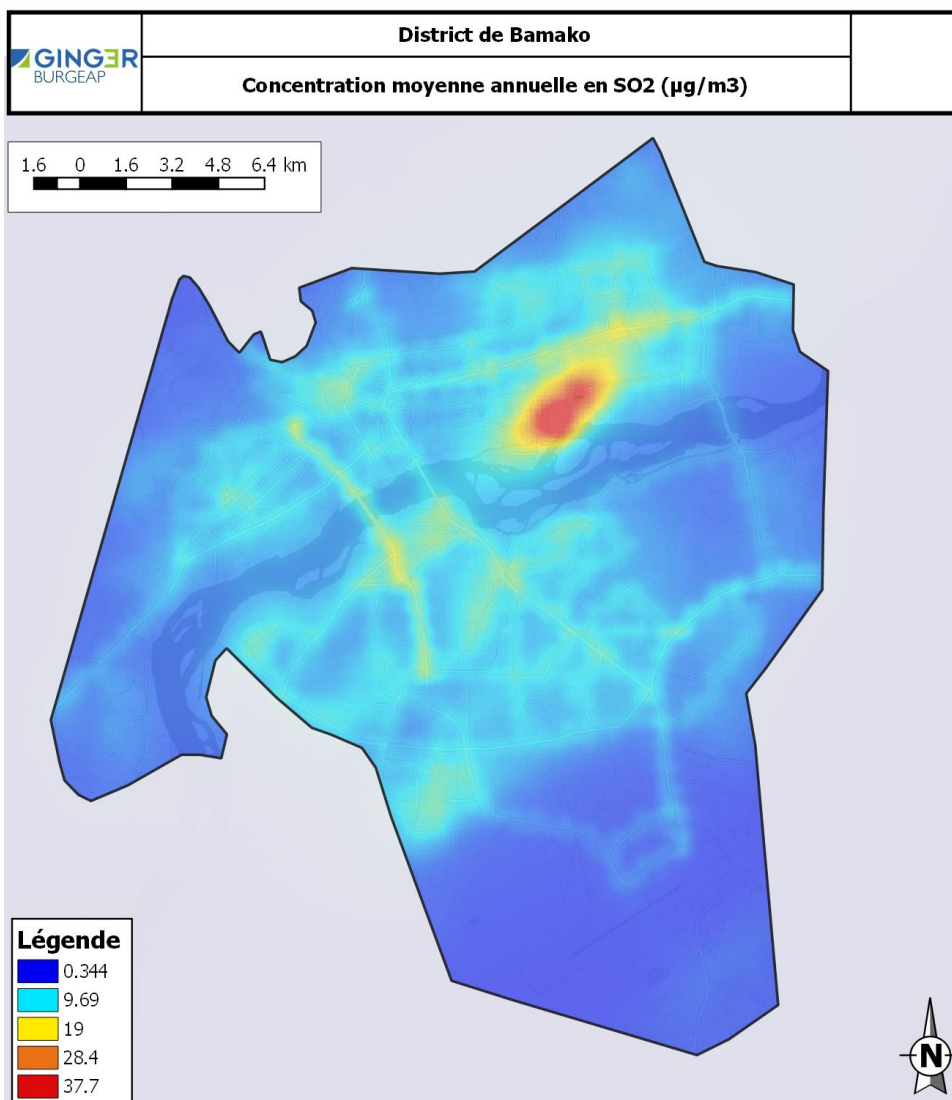 GINGER
BURGEAP
District de Bamako
Concentration moyenne annuelle en SO2 (µg/m3)
1.6 0 1.6 3.2 4.8 6.4 km
Légende
0.344
9.69
19
28.4
37.7
N